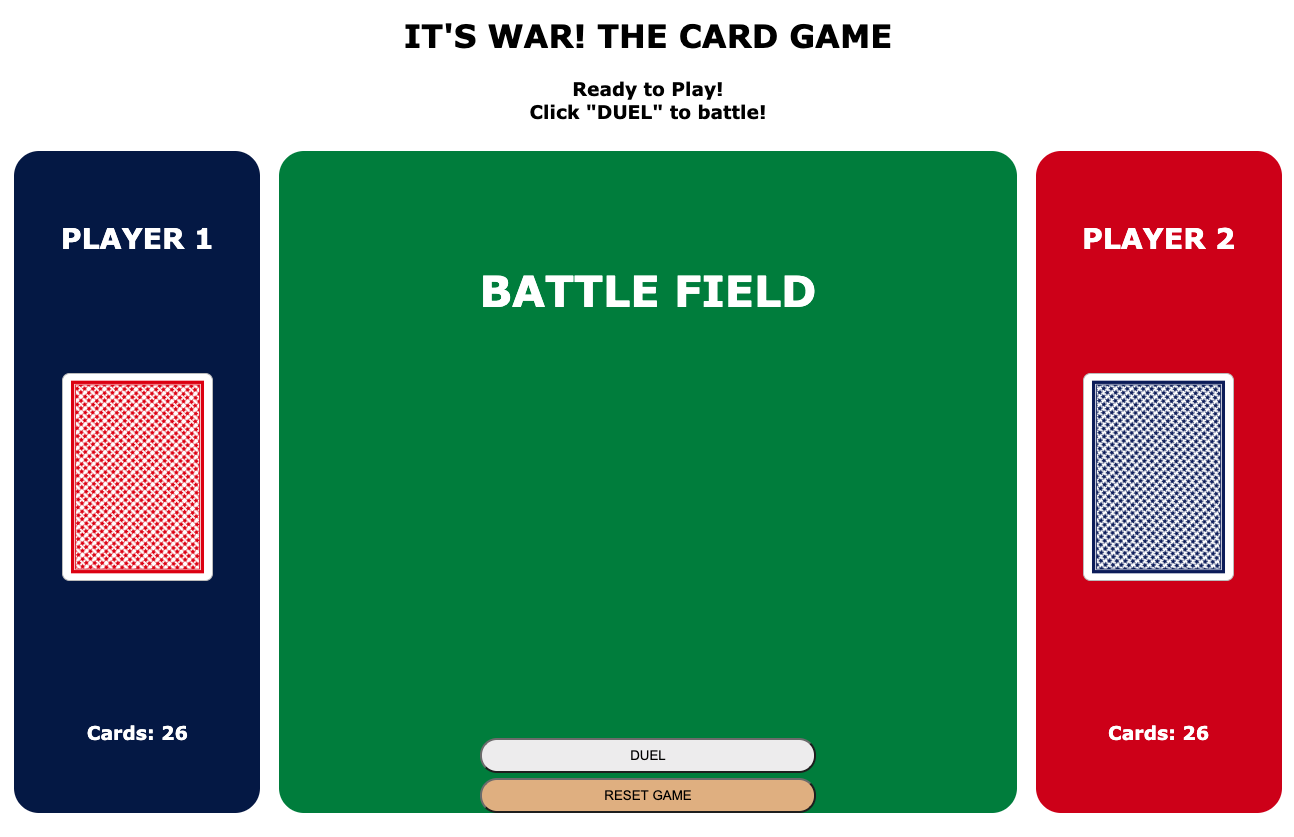 IT'S WAR! THE CARD GAME
Ready to Play!
Click "DUEL" to battle!
PLAYER 1
Cards: 26
BATTLE FIELD
DUEL
RESET GAME
PLAYER 2
Cards: 26